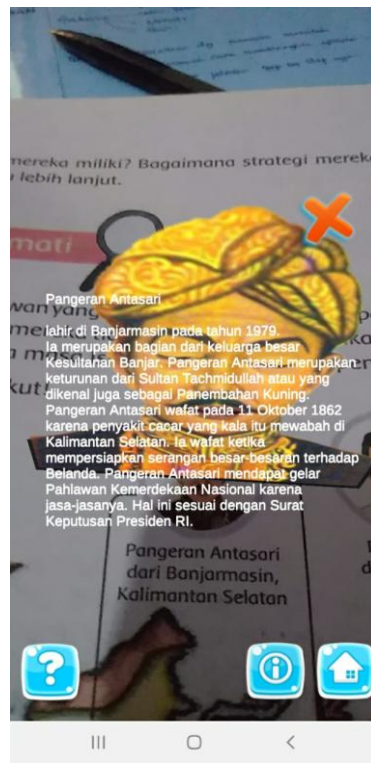 mereka miliki? Bagaimana strategi merek
lebih lanjut.
mati
wan yang
Pangeran Antasari
lahir di Banjarmasin pada tahun 1979.
Ia merupakan bagian dari keluarga besar
Kesultanan Banjar. Pangeran Antasari merupakan
keturunan dari Sultan Tachmidullah atau yang
dikenal juga sebagai Panembahan Kuning.
Pangeran Antasari wafat pada 11 Oktober 1862
karena penyakit cacar yang kala itu mewabah di
Kalimantan Selatan. Ia wafat ketika
mempersiapkan serangan besar-besaran terhadap
Belanda. Pangeran Antasari mendapat gelar
Pahlawan Kemerdekaan Nasional karena
jasa-jasanya. Hal ini sesuai dengan Surat
Keputusan Presiden RI.
Pangeran Antasari
dari Banjarmasin,
Kalimantan Selatan